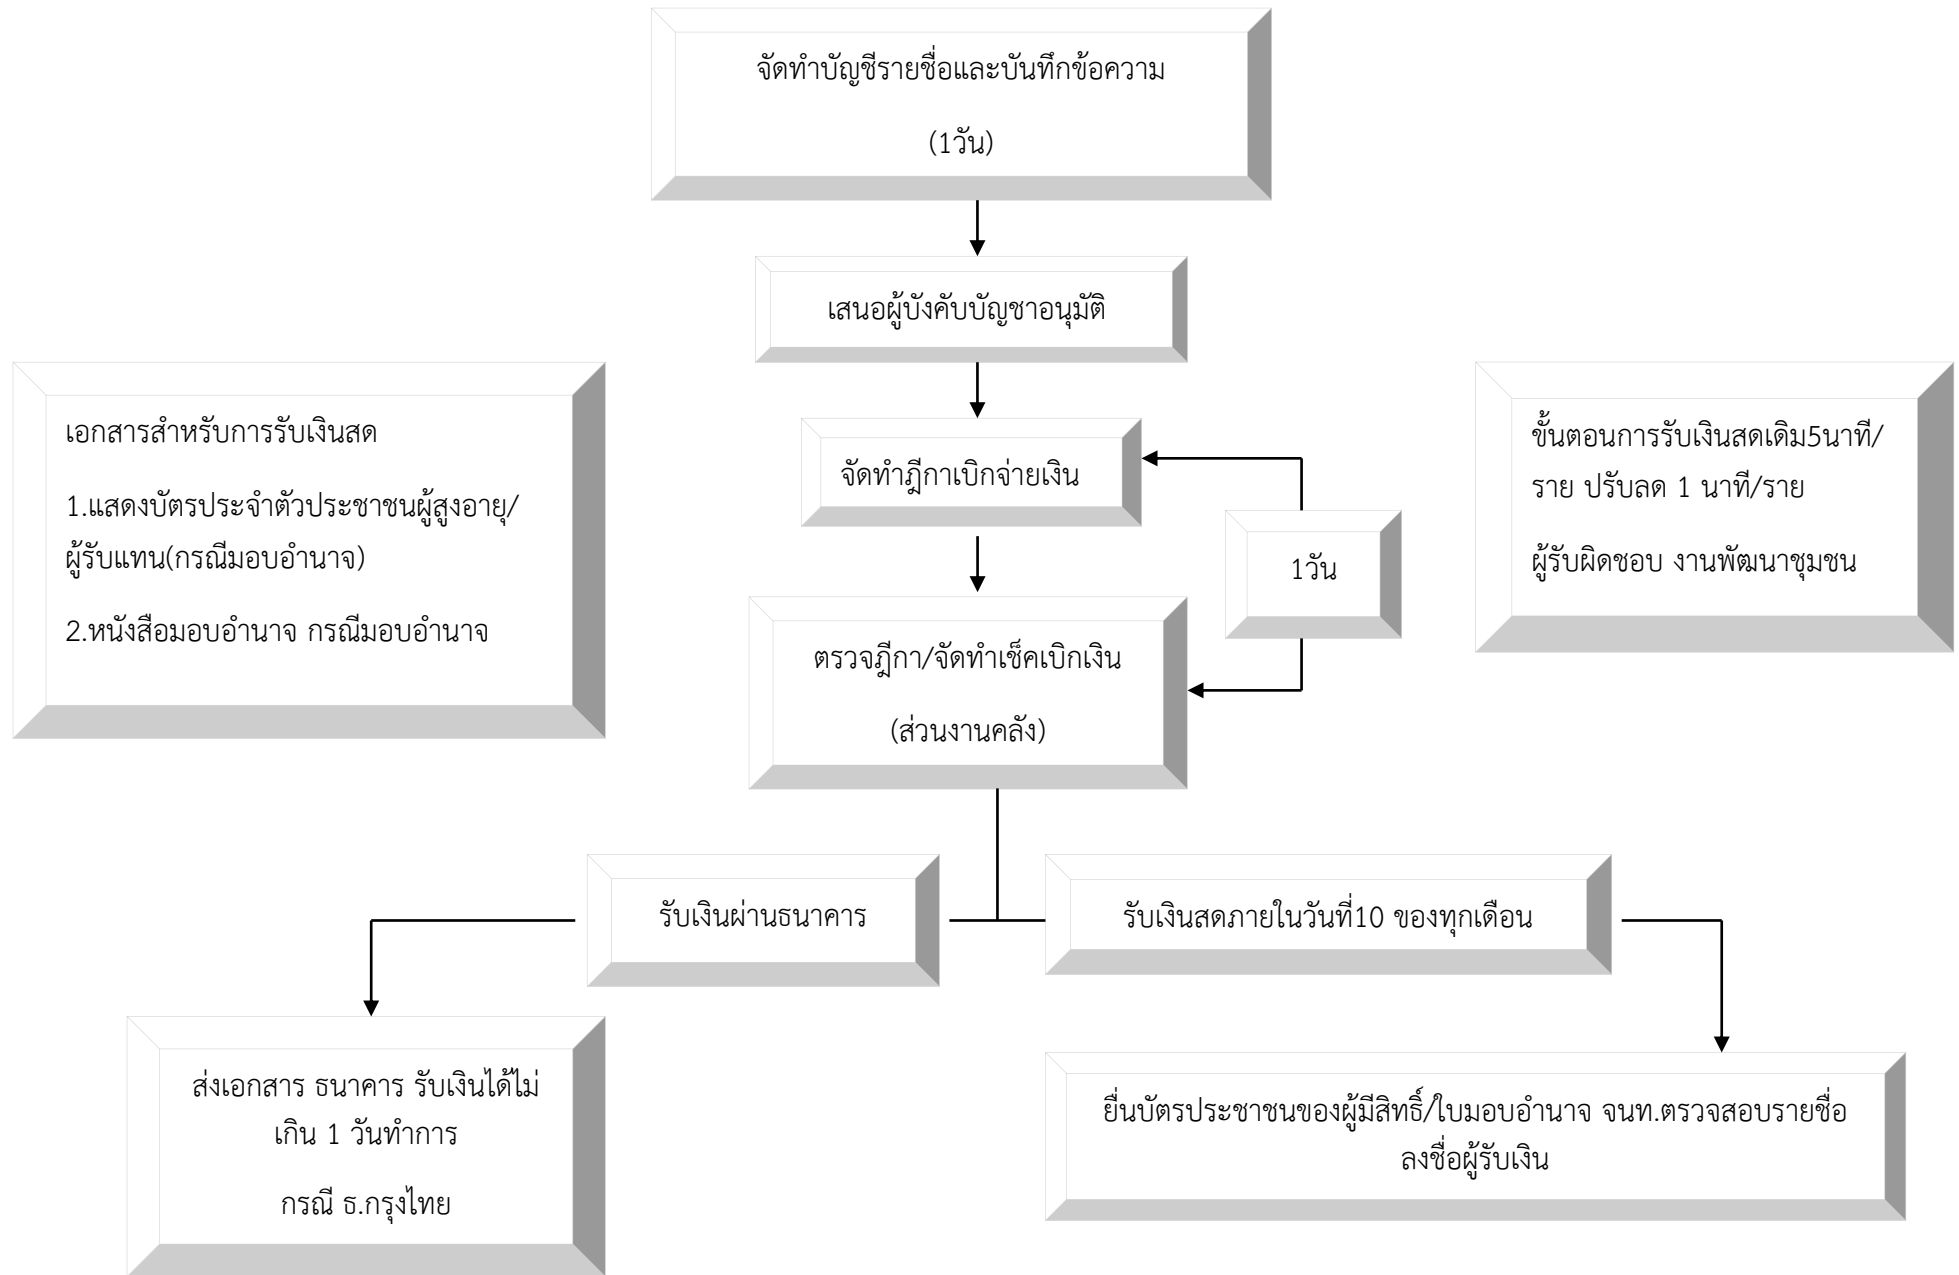 จัดทำบัญชีรายชื่อและบันทึกข้อความ
(1วัน)
เสนอผู้บังคับบัญชาอนุมัติ
เอกสารสำหรับการรับเงินสด
1.แสดงบัตรประจำตัวประชาชนผู้สูงอายุ/
ผู้รับแทน(กรณีมอบอำนาจ)
2.หนังสือมอบอำนาจ กรณีมอบอำนาจ
จัดทำฎีกาเบิกจ่ายเงิน
1วัน
ขั้นตอนการรับเงินสดเดิม5นาที/
ราย ปรับลด 1 นาที/ราย
ผู้รับผิดชอบ งานพัฒนาชุมชน
ตรวจฎีกา/จัดทำเช็คเบิกเงิน
(ส่วนงานคลัง)
รับเงินผ่านธนาคาร
รับเงินสดภายในวันที่10 ของทุกเดือน
ส่งเอกสาร ธนาคาร รับเงินได้ไม่
เกิน 1 วันทำการ
กรณี ธ.กรุงไทย
ยื่นบัตรประชาชนของผู้มีสิทธิ์/ใบมอบอำนาจ จนท.ตรวจสอบรายชื่อ
ลงชื่อผู้รับเงิน